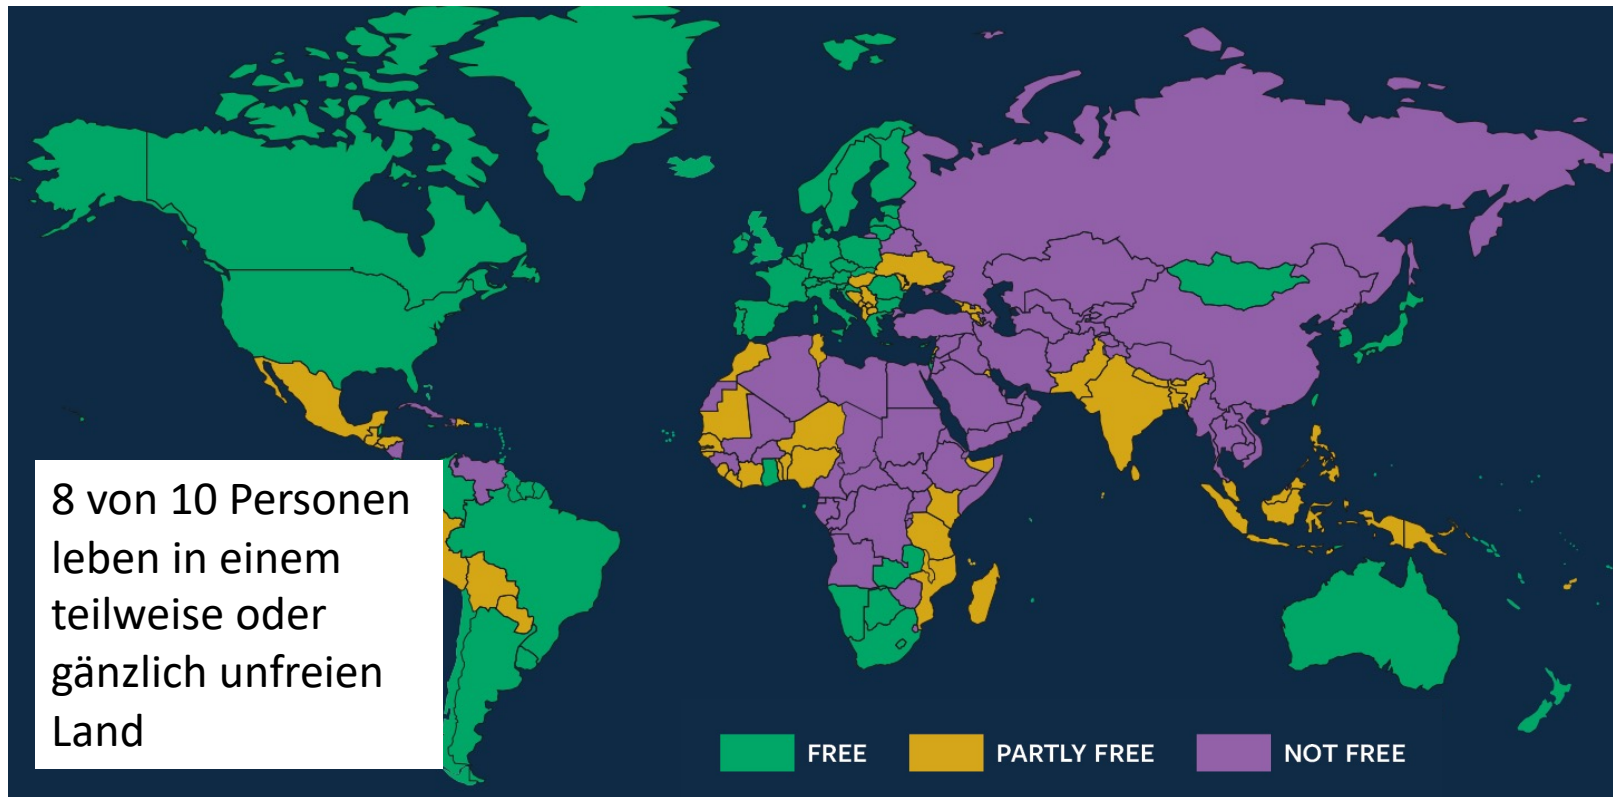 8 von 10 Personen
leben in einem
teilweise oder
gänzlich unfreien
Land
FREE
PARTLY FREE
NOT FREE